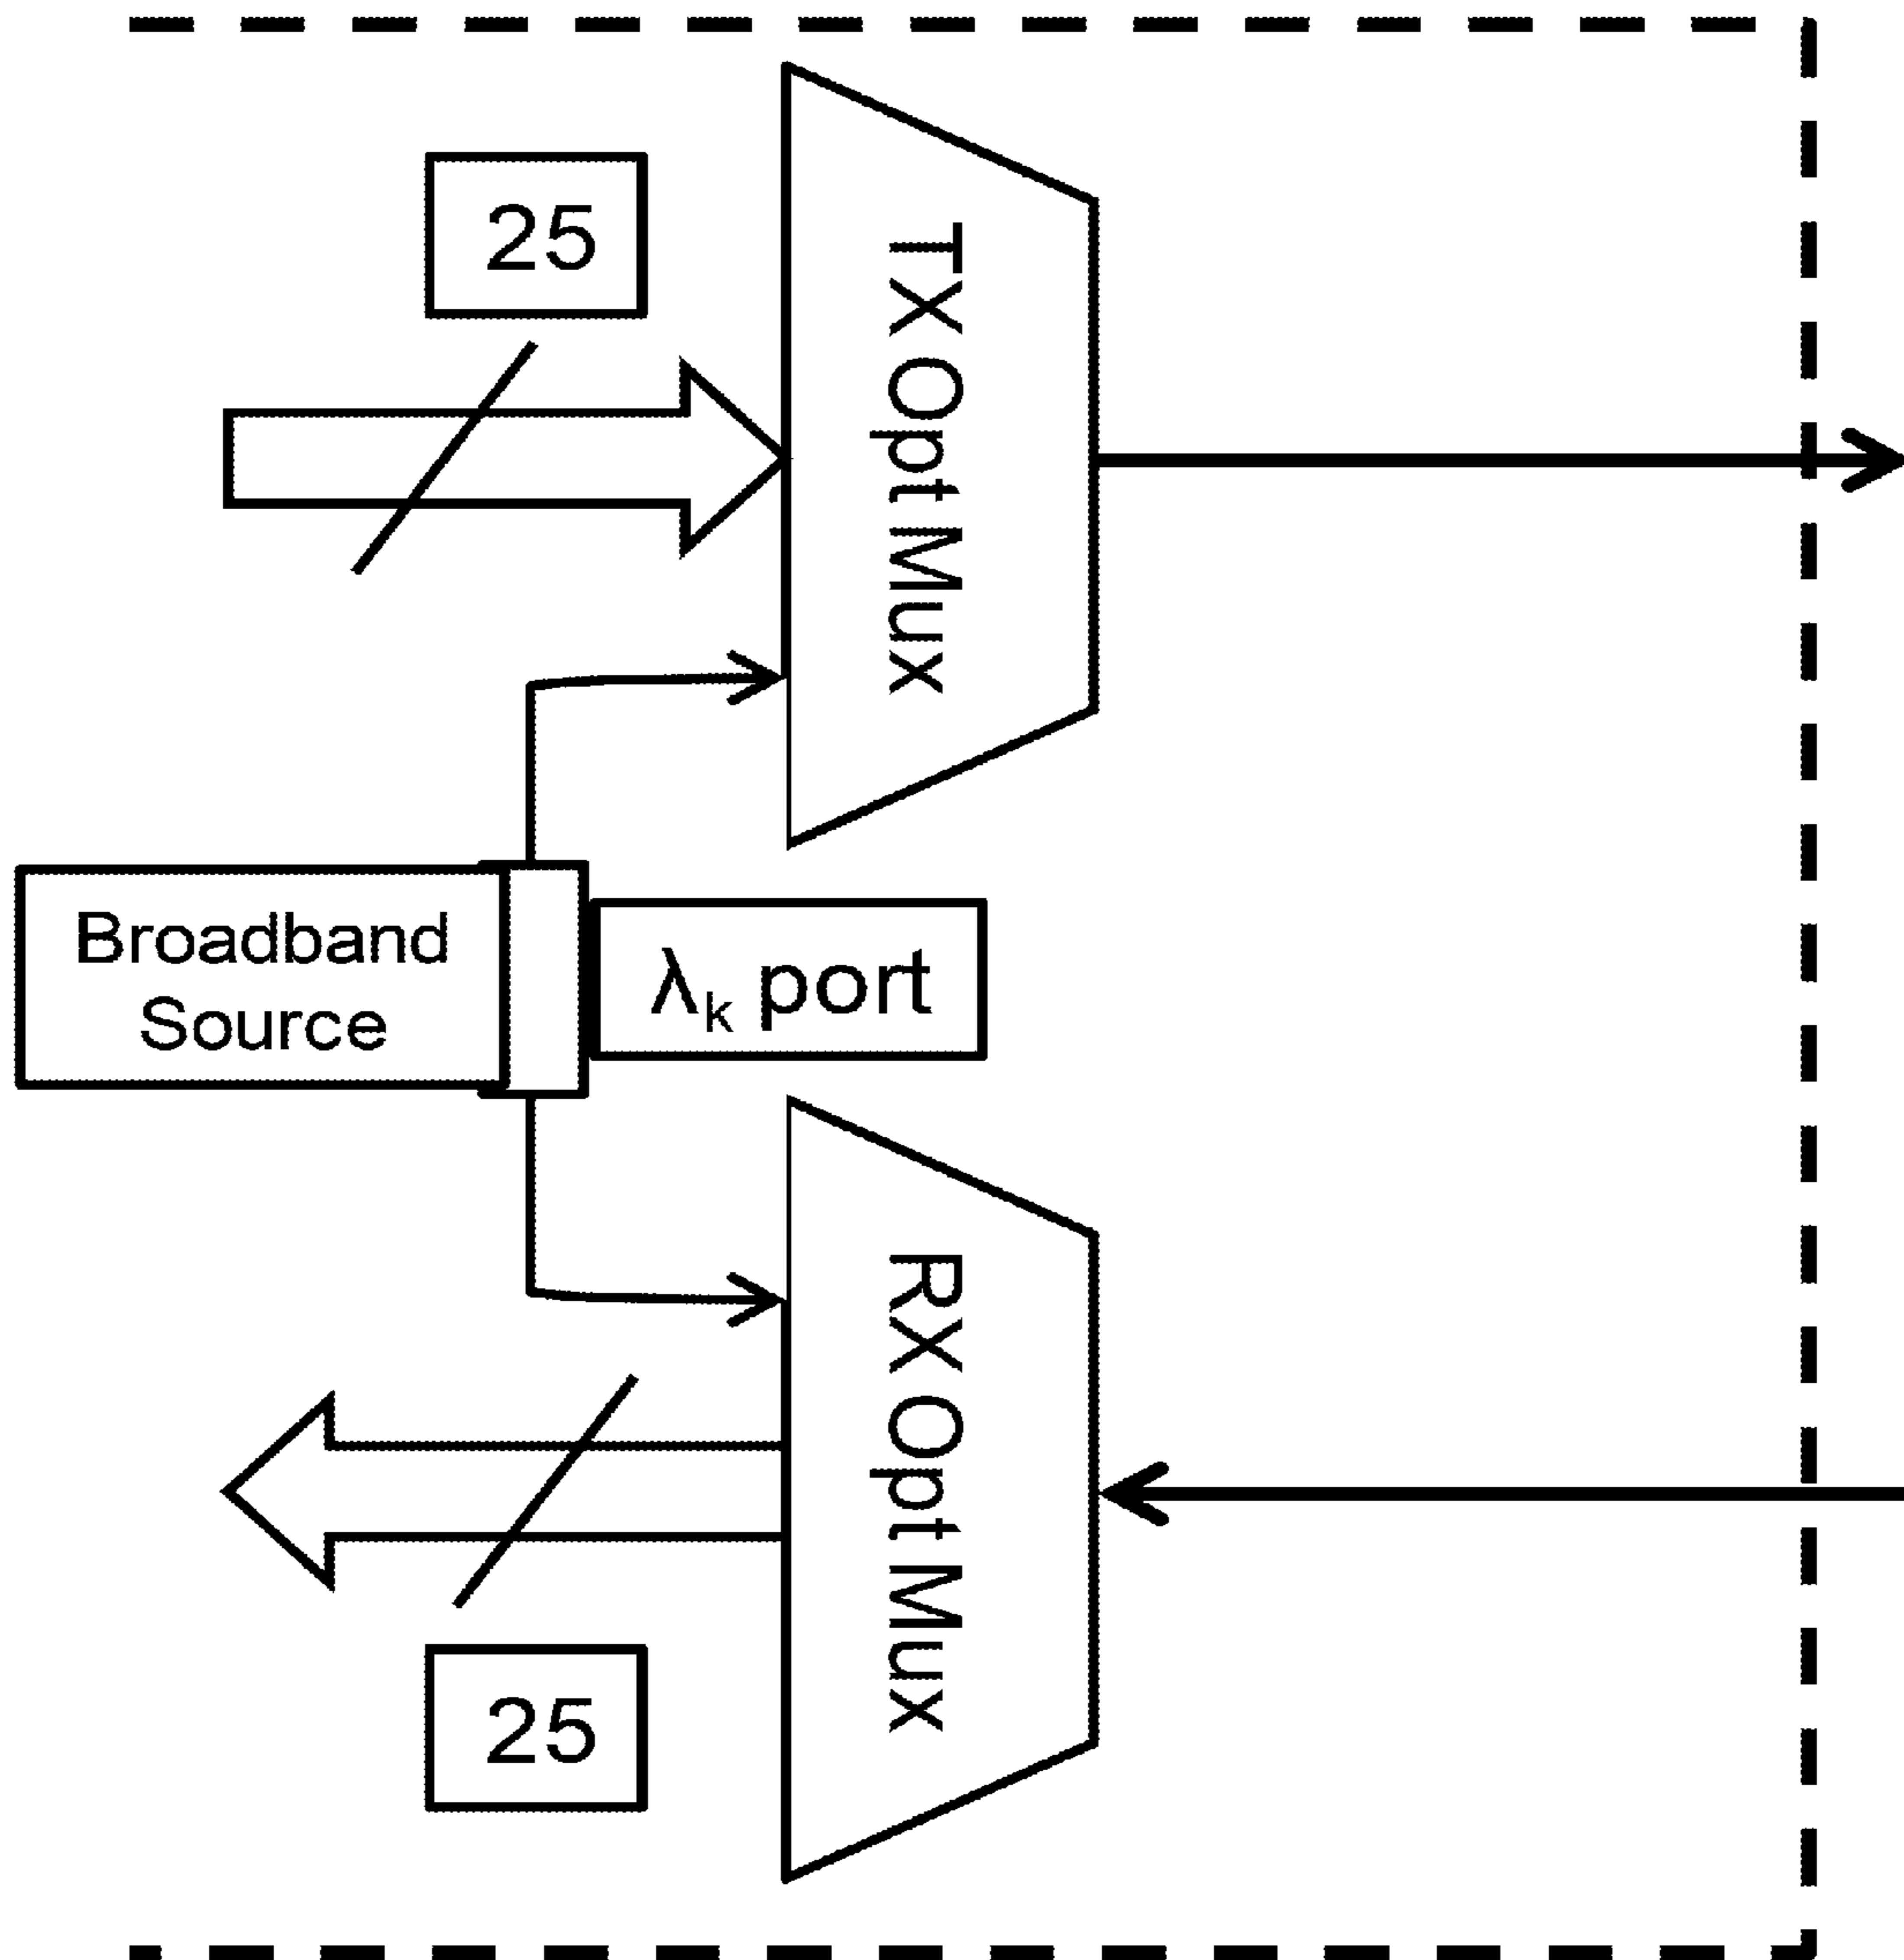 25
TX Opt Mux
Broadband
Source
λk port
RX Opt Mux
25